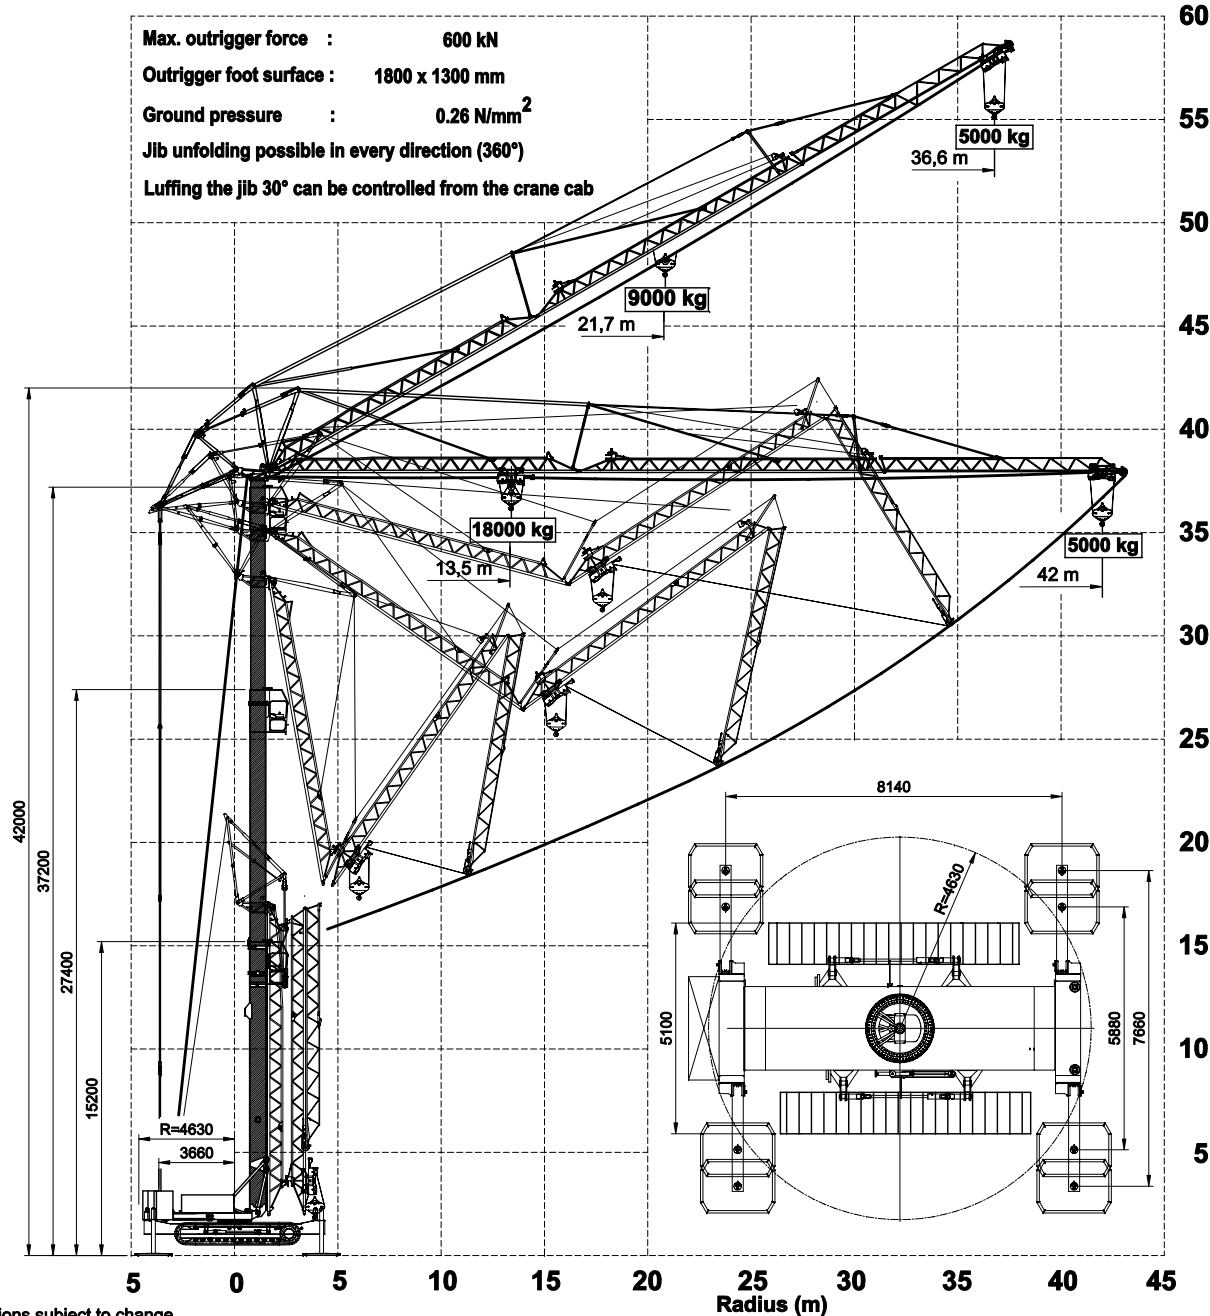 Max. outrigger force : 600 kN
Outrigger foot surface : 1800 x 1300 mm
Ground pressure : 0.26 N/mm2
Jib unfolding possible in every direction (360°)
Luffing the jib 30° can be controlled from the crane cab
60
55
50
45
40
35
30
25
20
15
10
5
5000 kg
36,6 m
9000 kg
21,7 m
18000 kg
13,5 m
5000 kg
42 m
42000
37200
27400
15200
R=4630
3660
8140
R=4630
5100
5880
7660
5 0 5 10 15 20 25 30 35 40 45
Radius (m)
subject to change